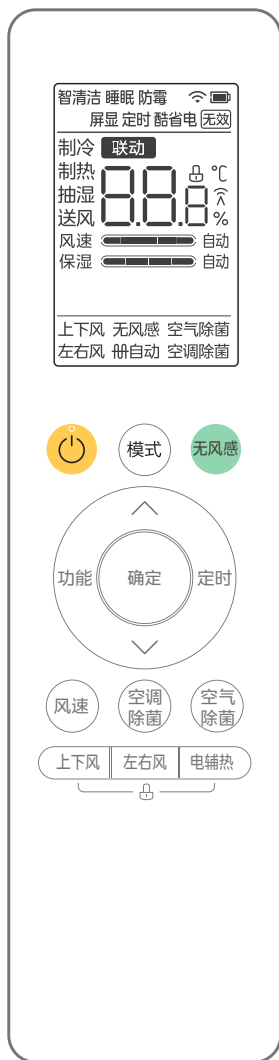 智清洁 睡眠 防霉
屏显 定时 酷省电 无效
制冷 联动
制热 ℃
抽湿 88.8
送风 %
风速 自动
保湿 自动
上下风 无风感 空气除菌
左右风 册自动 空调除菌
模式 无风感
功能 确定 定时
风速 空调除菌 空气除菌
上下风 左右风 电辅热